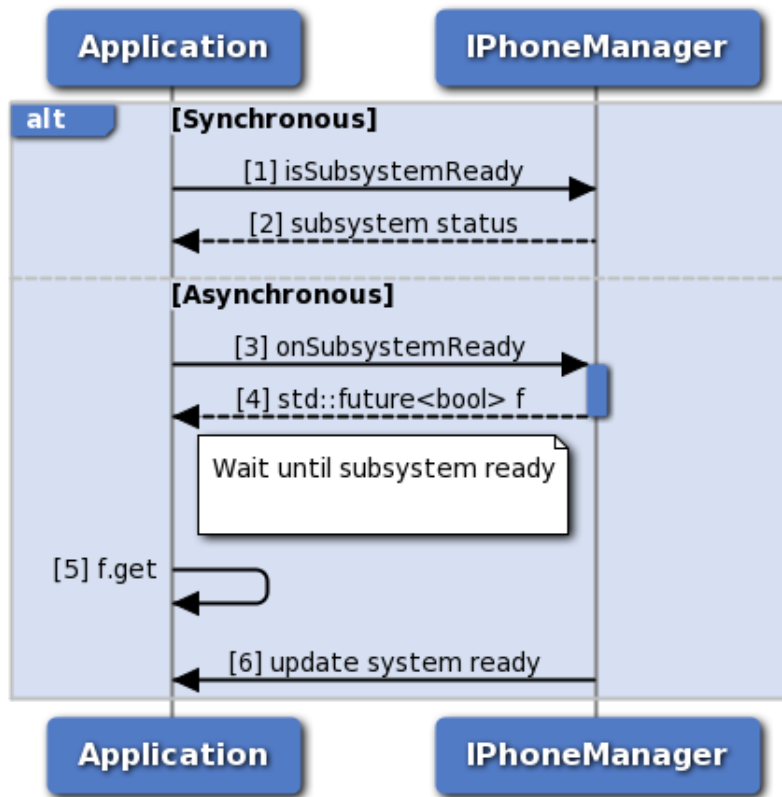 Application
IPhoneManager
alt
[Synchronous]
[1] isSubsystemReady
[2] subsystem status
[Asynchronous]
[3] onSubsystemReady
[4] std::future<bool> f
Wait until subsystem ready
[5] f.get
[6] update system ready
Application
IPhoneManager